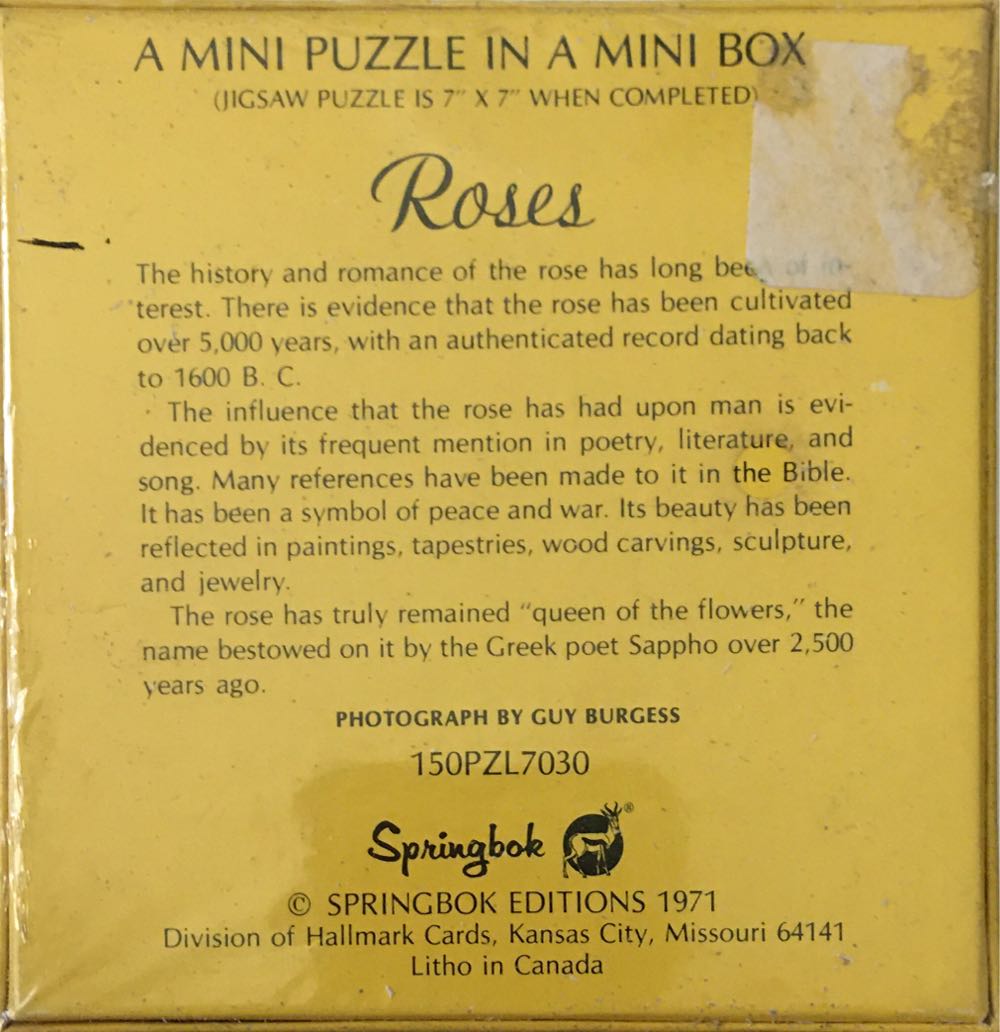 A MINI PUZZLE IN A MINI BOX
(JIGSAW PUZZLE IS 7" X 7" WHEN COMPLETED)
Roses
The history and romance of the rose has long been of in-
terest. There is evidence that the rose has been cultivated
over 5,000 years, with an authenticated record dating back
to 1600 B. C.
The influence that the rose has had upon man is evi-
denced by its frequent mention in poetry, literature, and
song. Many references have been made to it in the Bible.
It has been a symbol of peace and war. Its beauty has been
reflected in paintings, tapestries, wood carvings, sculpture,
and jewelry.
The rose has truly remained "queen of the flowers," the
name bestowed on it by the Greek poet Sappho over 2,500
years ago.
PHOTOGRAPH BY GUY BURGESS
150PZL7030
Springbok ®
© SPRINGBOK EDITIONS 1971
Division of Hallmark Cards, Kansas City, Missouri 64141
Litho in Canada